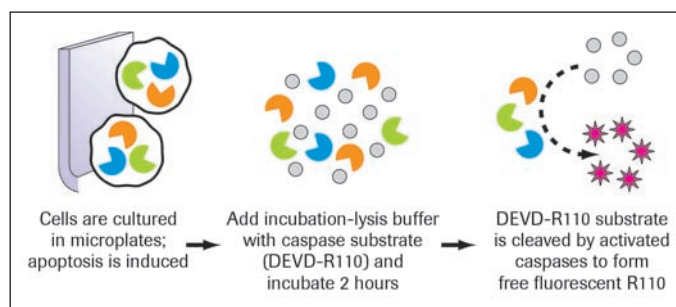 Cells are cultured
in microplates;
apoptosis is induced
Add incubation-lysis buffer
with caspase substrate
(DEVD-R110) and
incubate 2 hours
DEVD-R110 substrate
is cleaved by activated
caspases to form
free fluorescent R110